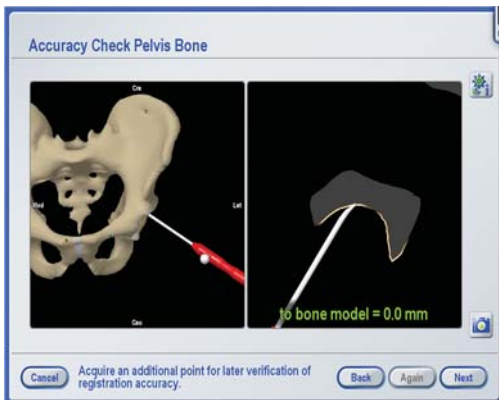 Accuracy Check Pelvis Bone
Cra
Med
Lat
Cau
to bone model = 0.0 mm
Cancel
Acquire an additional point for later verification of
registration accuracy.
Back
Again
Next